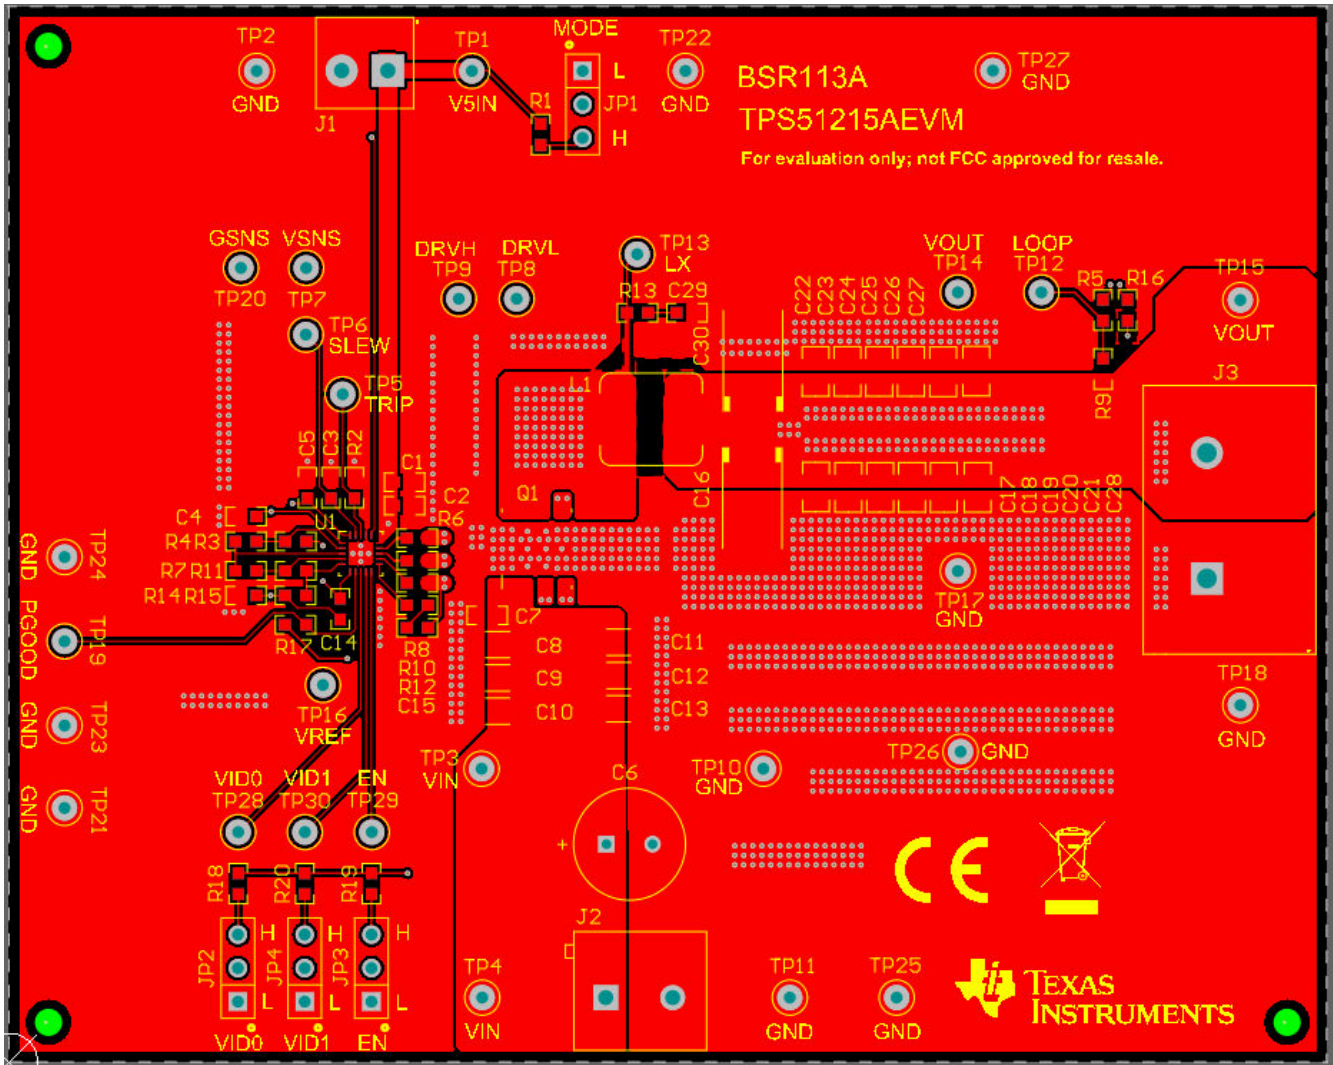 TP2
GND
J1
TP1
V5IN
R1
MODE
L
JP1
H
TP22
GND
BSR113A
TPS51215AEVM
For evaluation only; not FCC approved for resale.
TP27
GND
GSNS
TP20
VSNS
TP7
TP6
SLEW
TP5
TRIP
DRVH
TP9
DRVL
TP8
TP13
LX
R13
C29
C30
L1
C22
C23
C24
C25
C26
C27
VOUT
TP14
LOOP
TP12
R5
R16
R9
TP15
VOUT
J3
C5
C3
R2
C1
C2
C4
U1
R6
R4
R3
R7
R11
R14
R15
R17
C14
R8
R10
R12
C15
Q1
C16
C17
C18
C19
C20
C21
C28
TP17
GND
C7
C8
C9
C10
C11
C12
C13
GND
TP24
PGOOD
TP19
GND
TP23
GND
TP21
TP16
VREF
TP3
VIN
TP10
GND
TP26
GND
TP18
GND
VID0
TP28
VID1
TP30
EN
TP29
C6
+
R18
R20
R19
JP2
H
L
JP4
H
L
JP3
H
L
VID0
VID1
EN
J2
TP4
VIN
TP11
GND
TP25
GND
CE
TEXAS
INSTRUMENTS